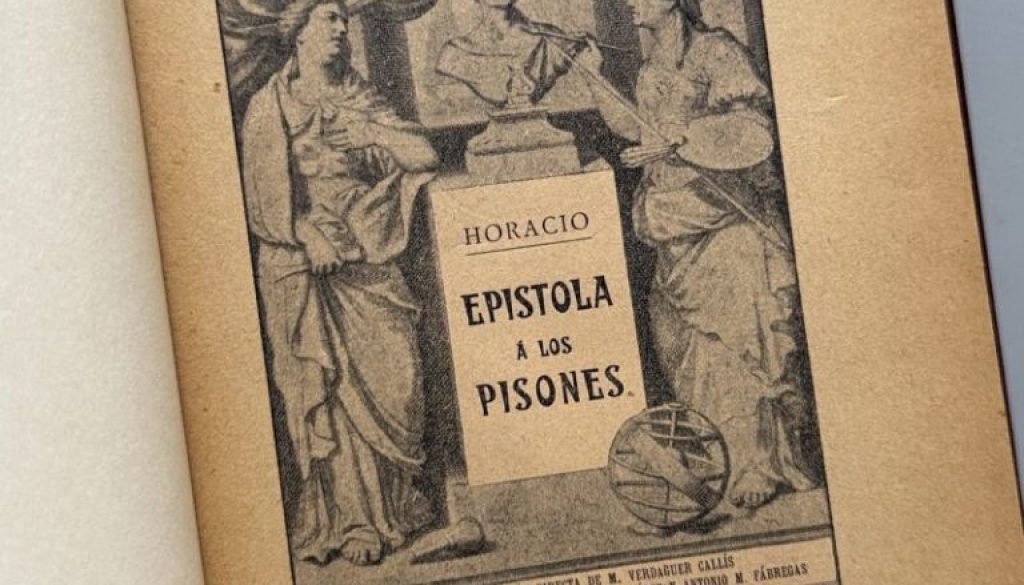 HORACIO
EPISTOLA
Á LOS
PISONES.
DIRECTA DE M. VERDAGUER CALLÍS
Y ANTONIO M. FÁBREGAS